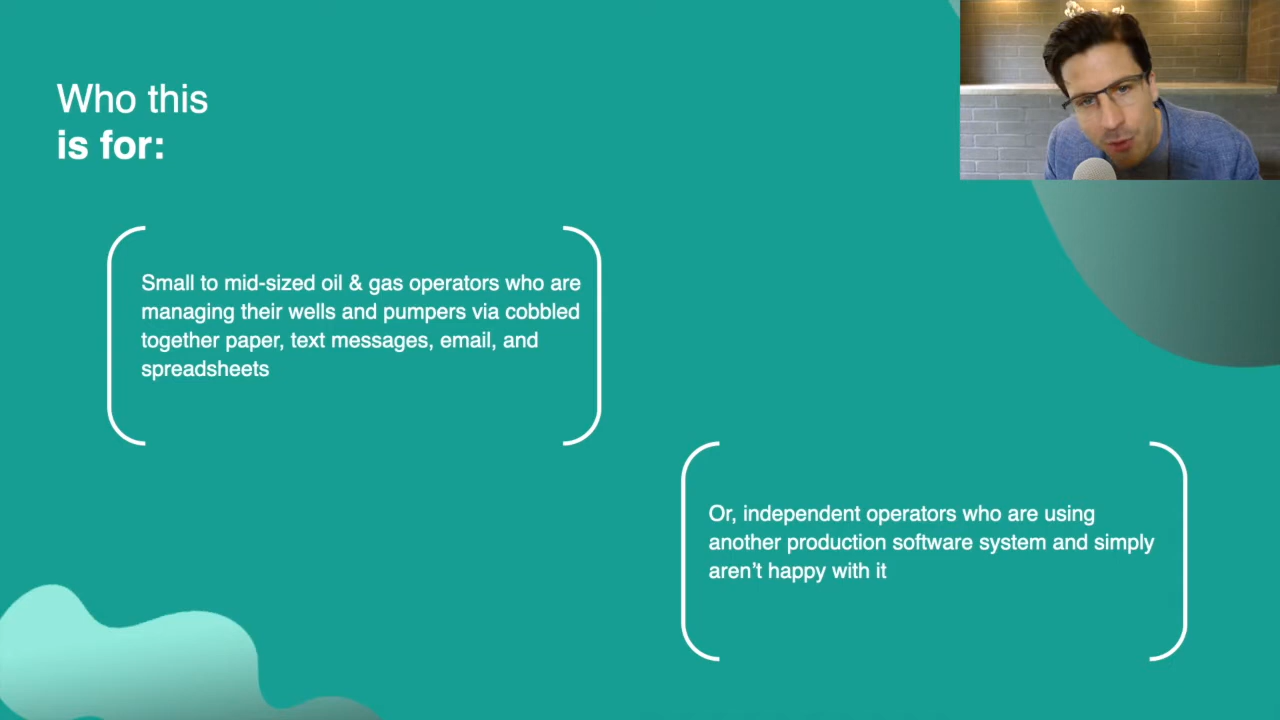 Who this
is for:
Small to mid-sized oil & gas operators who are
managing their wells and pumpers via cobbled
together paper, text messages, email, and
spreadsheets
Or, independent operators who are using
another production software system and simply
aren’t happy with it